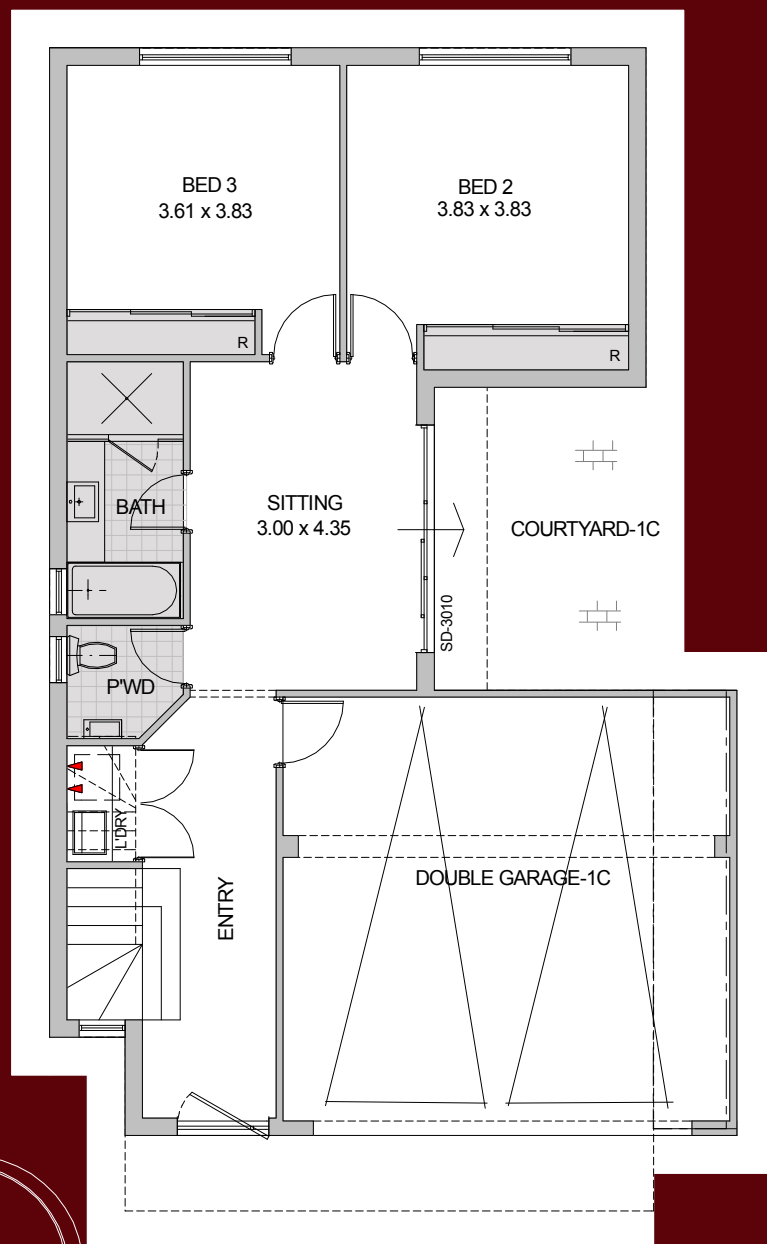 BED 3
3.61 x 3.83
BED 2
3.83 x 3.83
R
R
BATH
SITTING
3.00 x 4.35
COURTYARD-1C
SD-3010
P'WD
L'DRY
ENTRY
DOUBLE GARAGE-1C